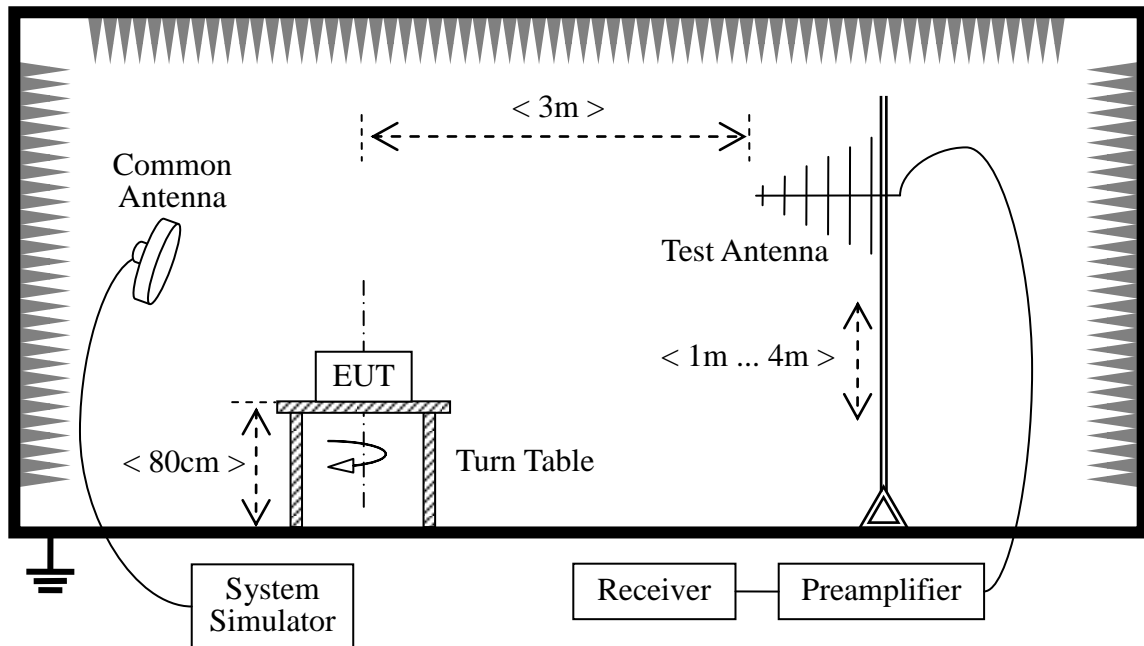 < 3m >
Common
Antenna
Test Antenna
< 1m ... 4m >
EUT
< 80cm >
Turn Table
System
Simulator
Receiver
Preamplifier